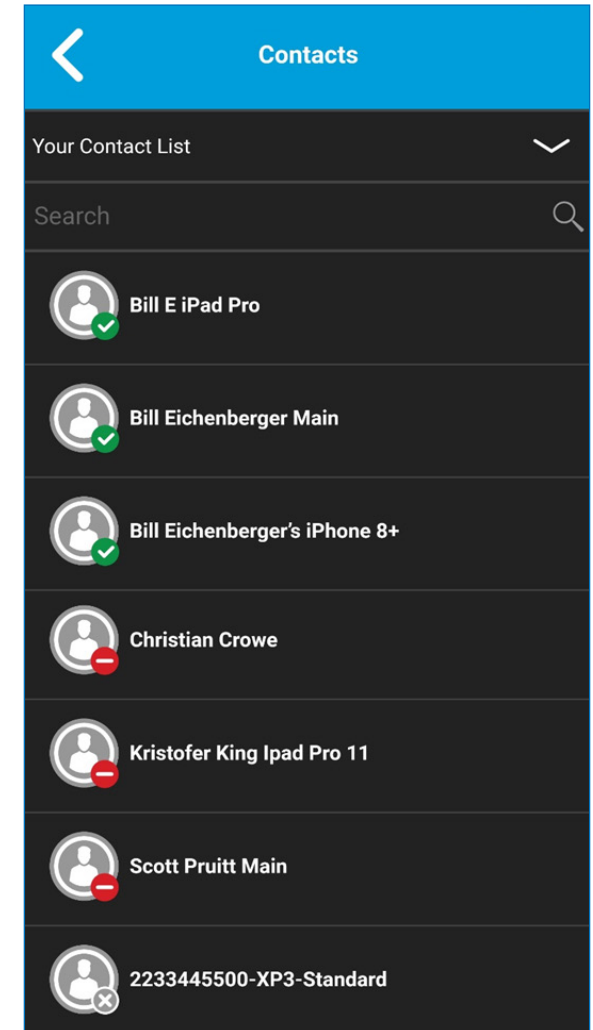 Contacts
Your Contact List
Search
Bill E iPad Pro
Bill Eichenberger Main
Bill Eichenberger’s iPhone 8+
Christian Crowe
Kristofer King Ipad Pro 11
Scott Pruitt Main
2233445500-XP3-Standard